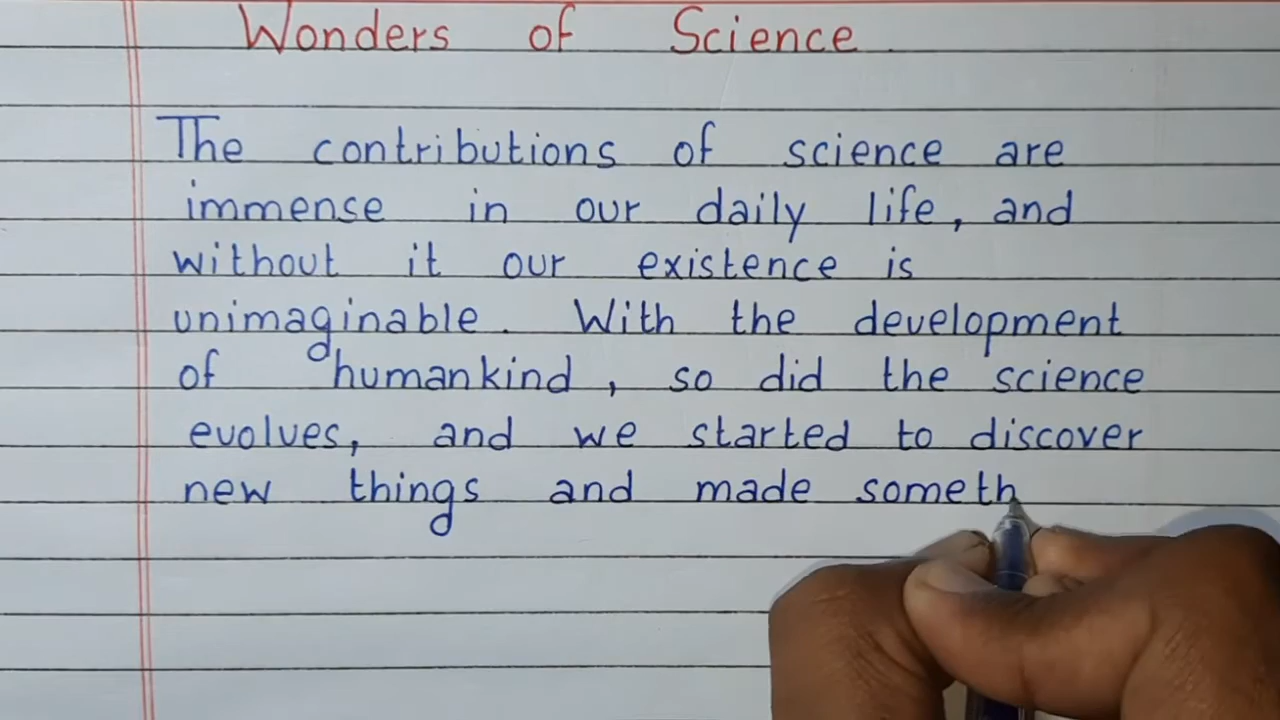 Wonders of Science
The contributions of science are
immense in our daily life, and
without it our existence is
unimaginable. With the development
of humankind, so did the science
evolves, and we started to discover
new things and made someth